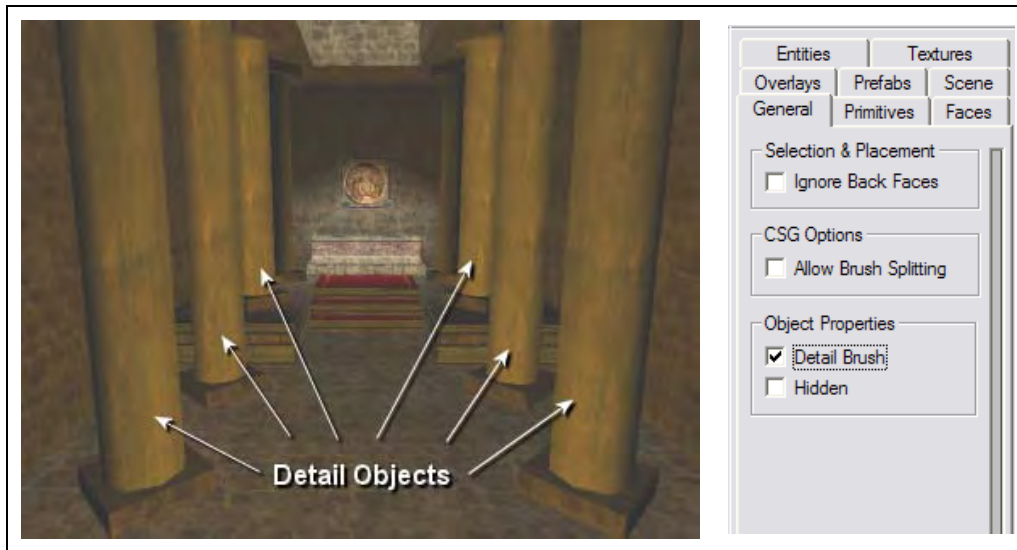 Detail Objects
Entities
Textures
Overlays
Prefabs
Scene
General
Primitives
Faces
Selection & Placement
Ignore Back Faces
CSG Options
Allow Brush Splitting
Object Properties
Detail Brush
Hidden